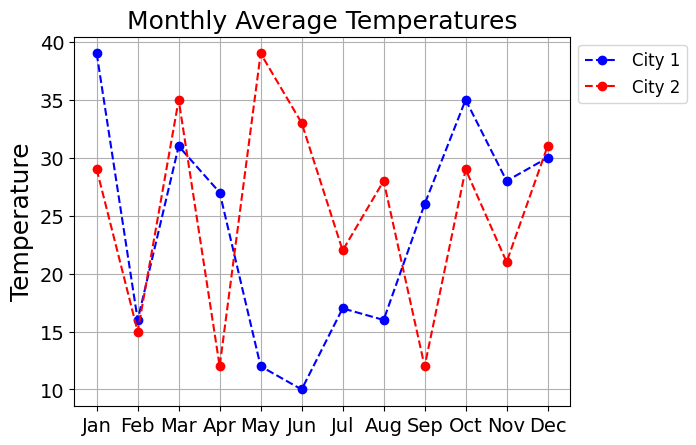 Monthly Average Temperatures
Temperature
40
35
30
25
20
15
10
Jan Feb Mar Apr May Jun Jul Aug Sep Oct Nov Dec
City 1
City 2